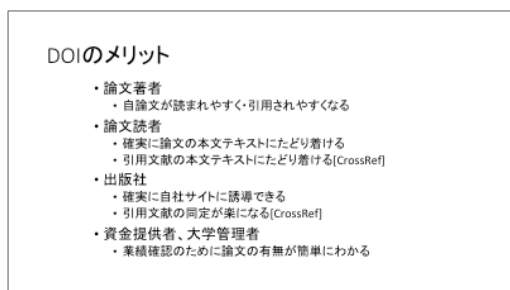 DOIのメリット
・論文著者
・自論文が読まれやすく・引用されやすくなる
・論文読者
・確実に論文の本文テキストにたどり着ける
・引用文献の本文テキストにたどり着ける[CrossRef]
・出版社
・確実に自社サイトに誘導できる
・引用文献の同定が楽になる[CrossRef]
・資金提供者、大学管理者
・業績確認のために論文の有無が簡単にわかる